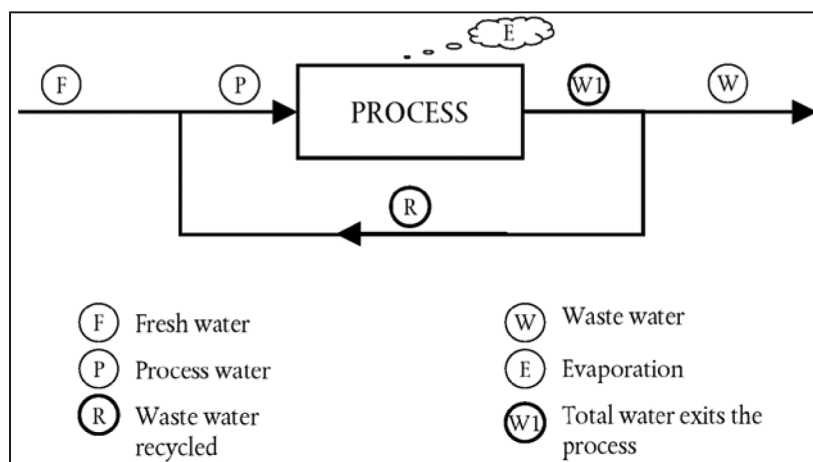 E
F
P
W1
W
PROCESS
R
F Fresh water
P Process water
R Waste water
recycled
W Waste water
E Evaporation
W1 Total water exits the
process